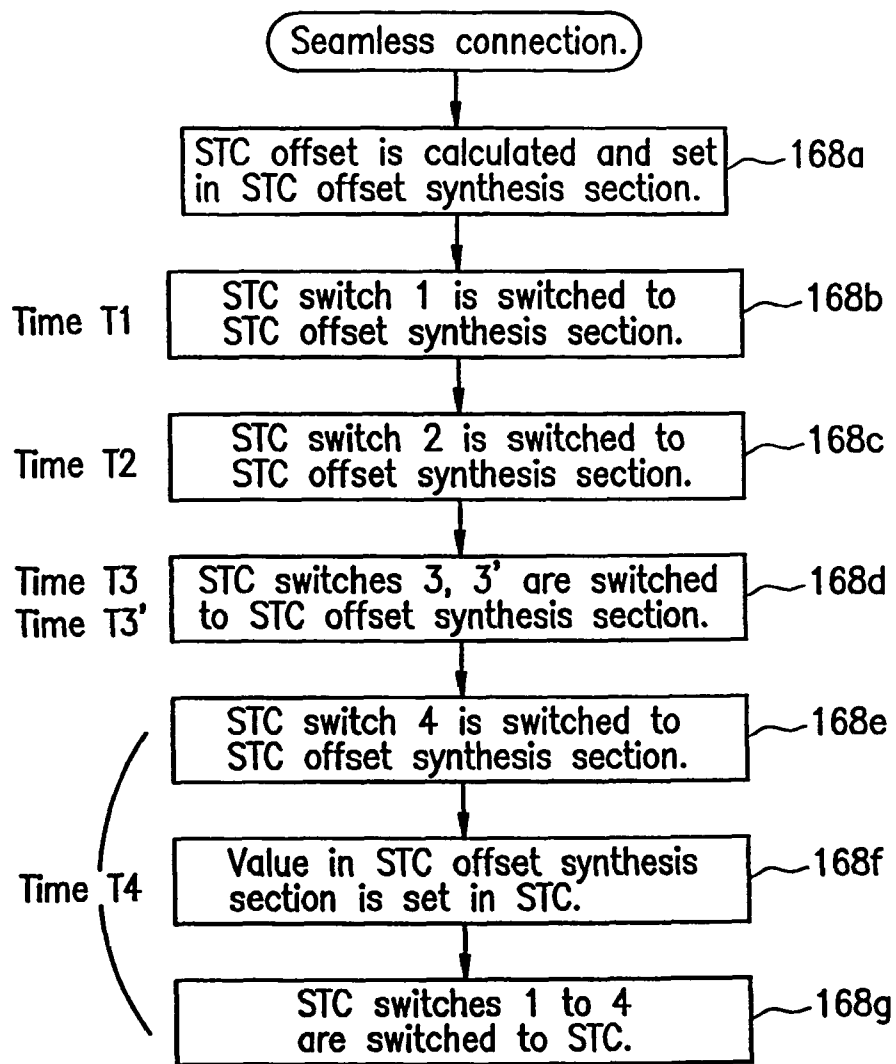 Seamless connection.
STC offset is calculated and set
in STC offset synthesis section.
168a
Time T1
STC switch 1 is switched to
STC offset synthesis section.
168b
Time T2
STC switch 2 is switched to
STC offset synthesis section.
168c
Time T3
Time T3'
STC switches 3, 3' are switched
to STC offset synthesis section.
168d
STC switch 4 is switched to
STC offset synthesis section.
168e
Time T4
Value in STC offset synthesis
section is set in STC.
168f
STC switches 1 to 4
are switched to STC.
168g